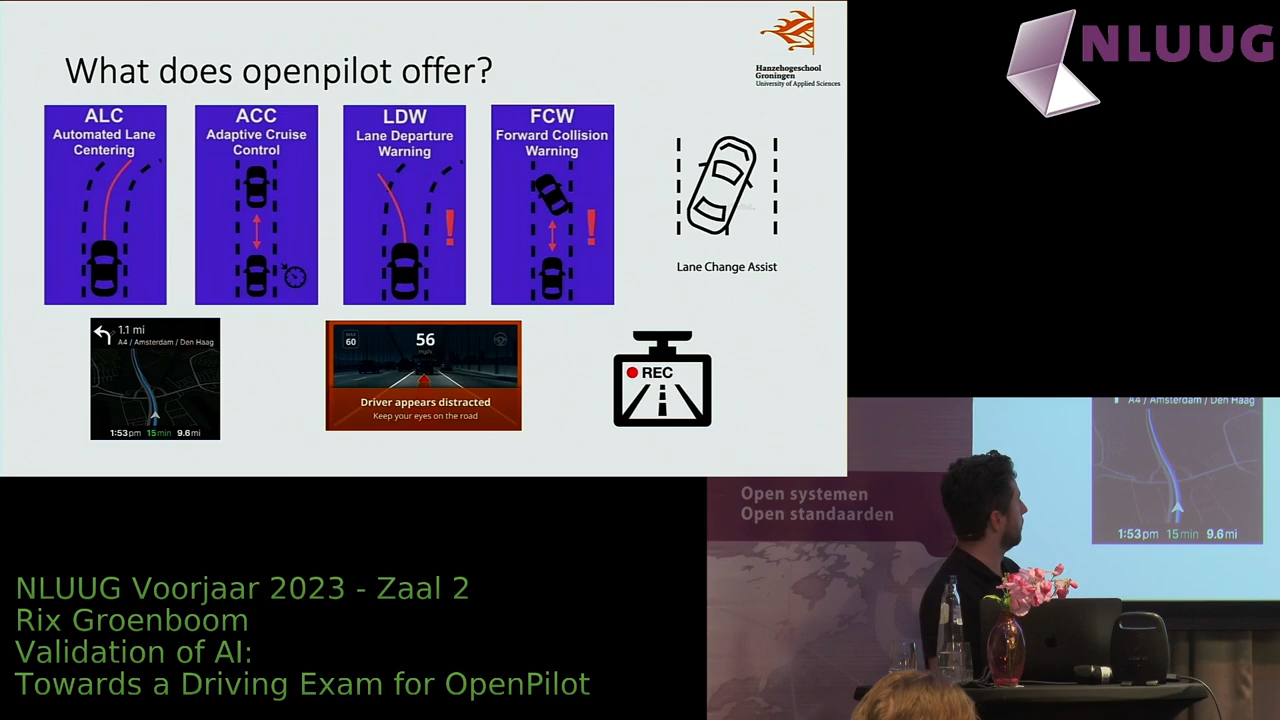 What does openpilot offer?
Hanzehogeschool
Groningen
University of Applied Sciences
NLUUG
ALC
Automated Lane
Centering
ACC
Adaptive Cruise
Control
LDW
Lane Departure
Warning
!
FCW
Forward Collision
Warning
!
Lane Change Assist
1.1 mi
A4 / Amsterdam / Den Haag
1:53pm 15min 9.6mi
MAX
60
56
mph
Driver appears distracted
Keep your eyes on the road
REC
A4 / Amsterdam / Den Haag
1:53pm 15min 9.6mi
Open systemen
Open standaarden
NLUUG Voorjaar 2023 - Zaal 2
Rix Groenboom
Validation of AI:
Towards a Driving Exam for OpenPilot